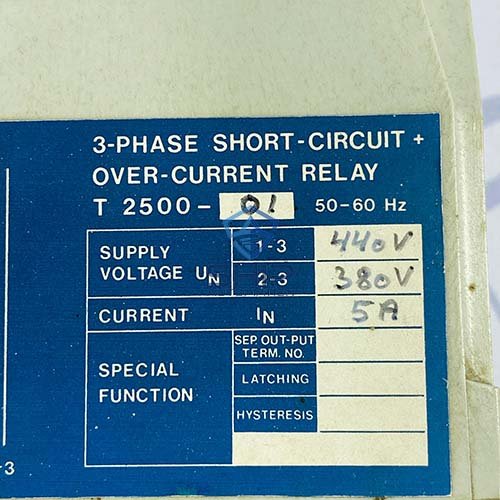 3-PHASE SHORT-CIRCUIT +
OVER-CURRENT RELAY
T 2500-01 50-60 Hz
SUPPLY VOLTAGE UN 1-3 440V
2-3 380V
CURRENT IN 5A
SPECIAL FUNCTION SEP. OUT-PUT TERM. NO.
LATCHING
HYSTERESIS
-3